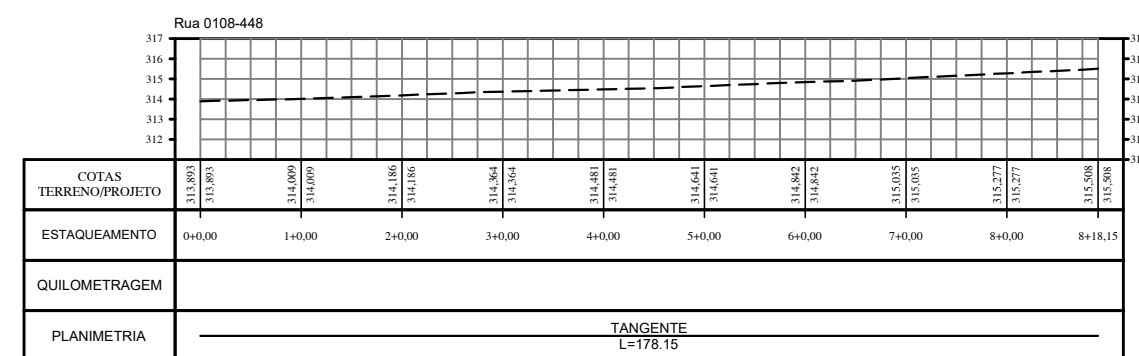 Rua 0108-448
317
316
315
314
313
312
COTAS
TERRENO/PROJETO
313,893 313,893 314,009 314,009 314,186 314,186 314,364 314,364 314,481 314,481 314,641 314,641 314,842 314,842 315,035 315,035 315,277 315,277 315,508 315,508
ESTAQUEAMENTO 0+0,00 1+0,00 2+0,00 3+0,00 4+0,00 5+0,00 6+0,00 7+0,00 8+0,00 8+18,15
QUILOMETRAGEM
PLANIMETRIA
TANGENTE
L=178.15